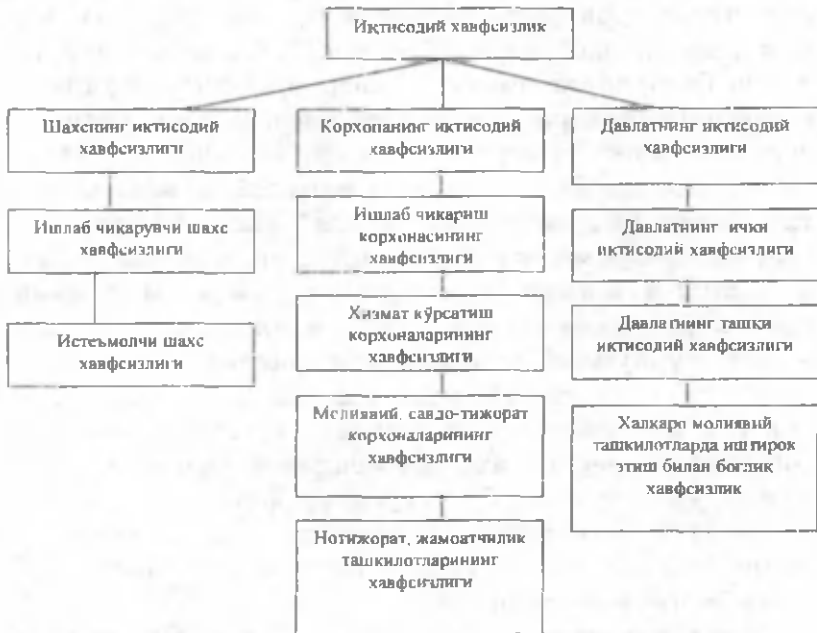 Иқтисодий хавфсизлик
Шахснинг иктисодий
хавфсизлиги
Корхонанинг иктисодий
хавфсизлиги
Давлатнинг иктисодий
хавфсизлиги
Ишлаб чикарувчи шахс
хавфсизлиги
Ишлаб чикариш
корхонасининг
хавфсизлиги
Давлатнинг ички
иктисодий хавфсизлиги
Истеъмолчи шахс
хавфсизлиги
Хизмат кўрсатиш
корхоналарининг
хавфсизлиги
Давлатнинг ташки
иктисодий хавфсизлиги
Молиявий, савдо-тижорат
корхоналарининг
хавфсизлиги
Халкаро молиявий
ташкилотларда иштирок
этиш билан боглик
хавфсизлик
Нотижорат, жамоатчилик
ташкилотларининг
хавфсизлиги